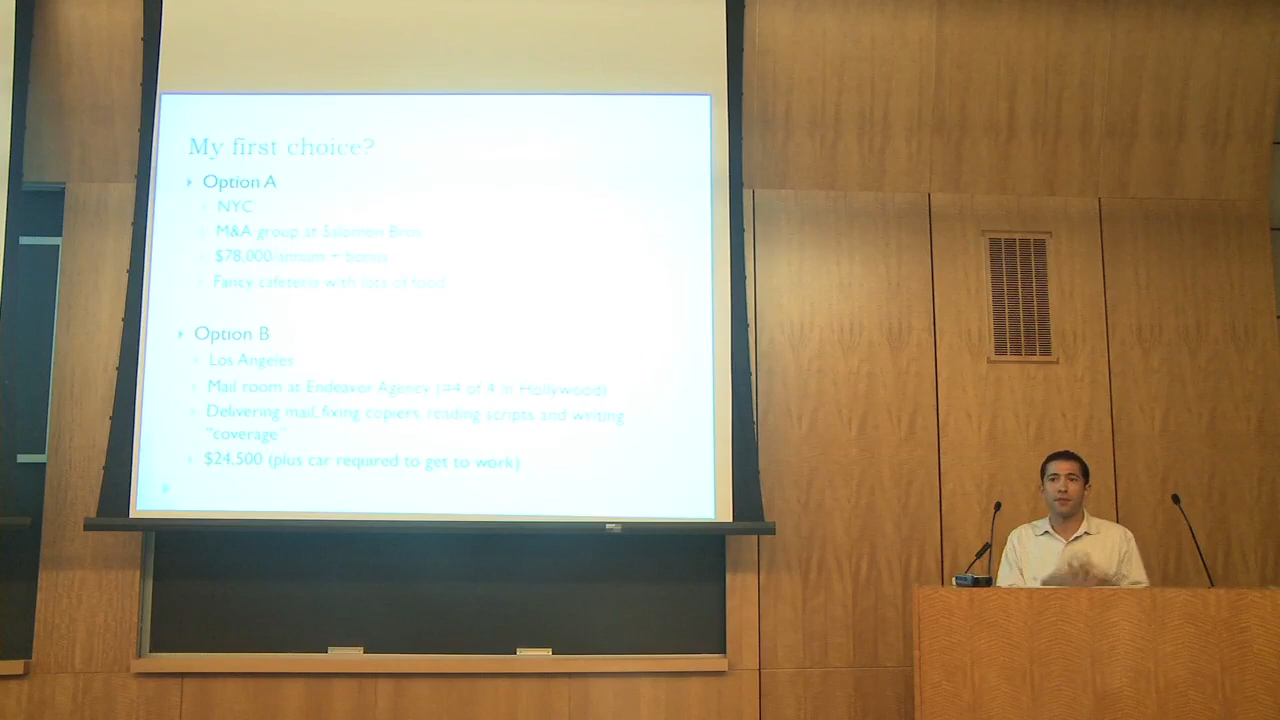 My first choice?
Option A
NYC
M&A group at Salomon Bros
$78,000/annum + bonus
Fancy cafeteria with lots of food
Option B
Los Angeles
Mail room at Endeavor Agency (#4 of 4 in Hollywood)
Delivering mail, fixing copiers, reading scripts, and writing
"coverage"
$24,500 (plus car required to get to work)